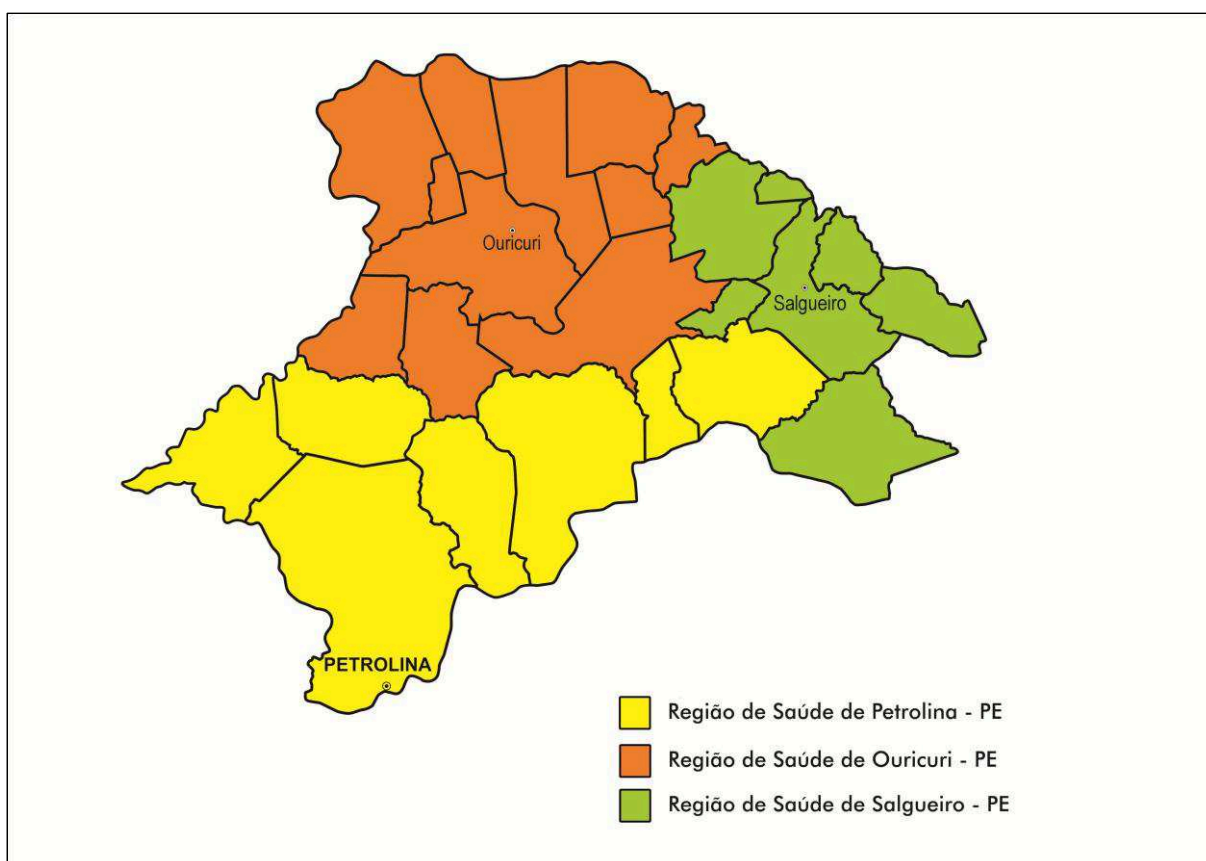 Ouricuri
Salgueiro
PETROLINA
Região de Saúde de Petrolina - PE
Região de Saúde de Ouricuri - PE
Região de Saúde de Salgueiro - PE